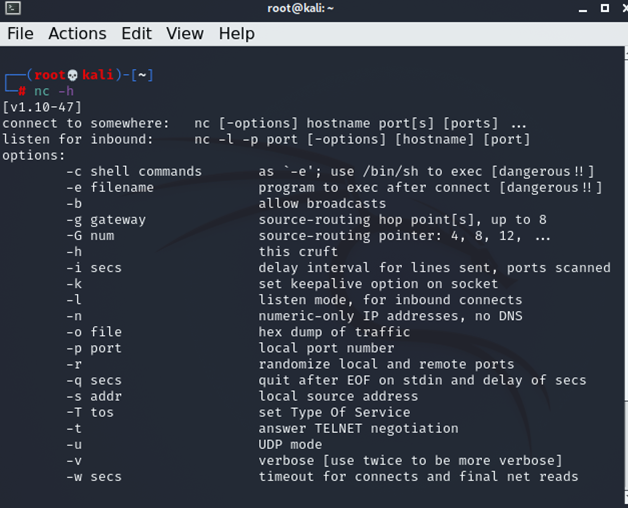 root@kali: ~
File Actions Edit View Help
┌──(root💀kali)-[~]
└─# nc -h
[v1.10-47]
connect to somewhere:   nc [-options] hostname port[s] [ports] ...
listen for inbound:     nc -l -p port [-options] [hostname] [port]
options:
        -c shell commands       as `-e'; use /bin/sh to exec [dangerous!!]
        -e filename             program to exec after connect [dangerous!!]
        -b                      allow broadcasts
        -g gateway              source-routing hop point[s], up to 8
        -G num                  source-routing pointer: 4, 8, 12, ...
        -h                      this cruft
        -i secs                 delay interval for lines sent, ports scanned
        -k                      set keepalive option on socket
        -l                      listen mode, for inbound connects
        -n                      numeric-only IP addresses, no DNS
        -o file                 hex dump of traffic
        -p port                 local port number
        -r                      randomize local and remote ports
        -q secs                 quit after EOF on stdin and delay of secs
        -s addr                 local source address
        -T tos                  set Type Of Service
        -t                      answer TELNET negotiation
        -u                      UDP mode
        -v                      verbose [use twice to be more verbose]
        -w secs                 timeout for connects and final net reads